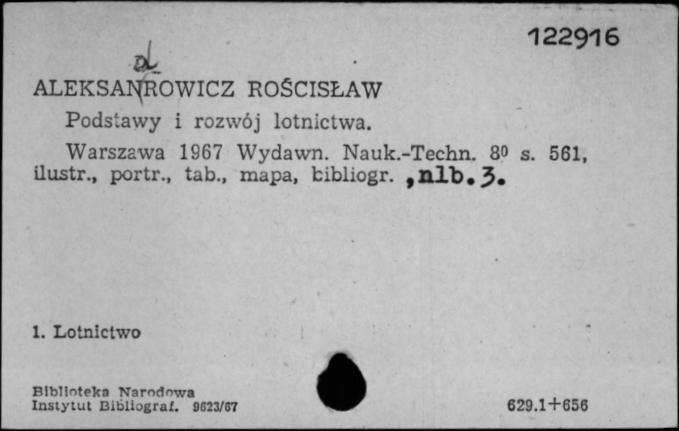 122916
d
ALEKSANROWICZ ROŚCISŁAW
Podstawy i rozwój lotnictwa.
Warszawa 1967 Wydawn. Nauk.-Techn. 8⁰ s. 561,
ilustr., portr., tab., mapa, bibliogr. ,nlb.3.
1. Lotnictwo
Biblioteka Narodowa
Instytut Bibliograf. 9623/67
629.1+656